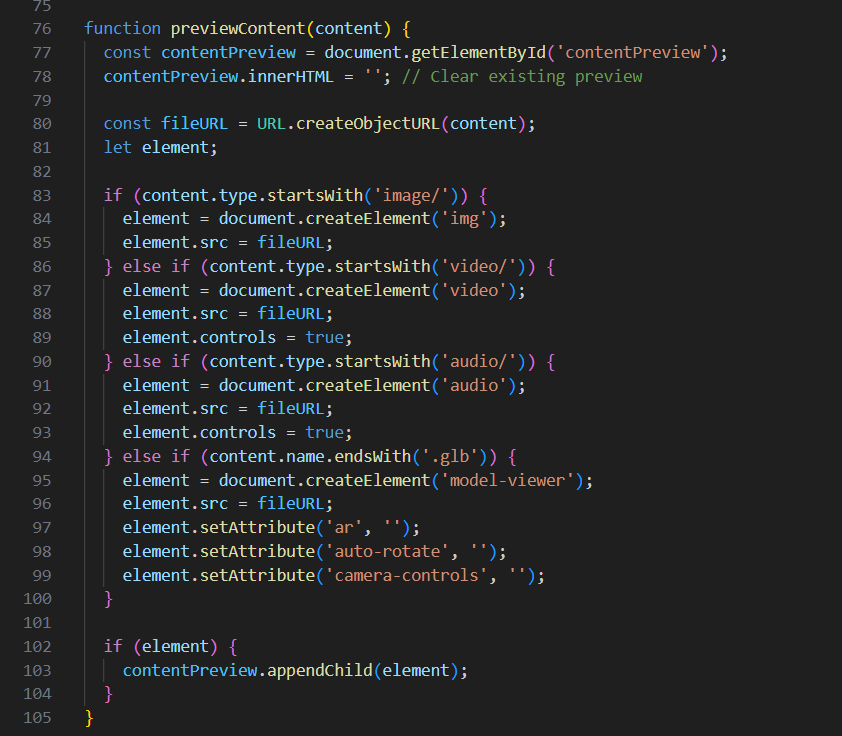 75
76 function previewContent(content) {
77   const contentPreview = document.getElementById('contentPreview');
78   contentPreview.innerHTML = ''; // Clear existing preview
79
80   const fileURL = URL.createObjectURL(content);
81   let element;
82
83   if (content.type.startsWith('image/')) {
84     element = document.createElement('img');
85     element.src = fileURL;
86   } else if (content.type.startsWith('video/')) {
87     element = document.createElement('video');
88     element.src = fileURL;
89     element.controls = true;
90   } else if (content.type.startsWith('audio/')) {
91     element = document.createElement('audio');
92     element.src = fileURL;
93     element.controls = true;
94   } else if (content.name.endsWith('.glb')) {
95     element = document.createElement('model-viewer');
96     element.src = fileURL;
97     element.setAttribute('ar', '');
98     element.setAttribute('auto-rotate', '');
99     element.setAttribute('camera-controls', '');
100   }
101
102   if (element) {
103     contentPreview.appendChild(element);
104   }
105 }